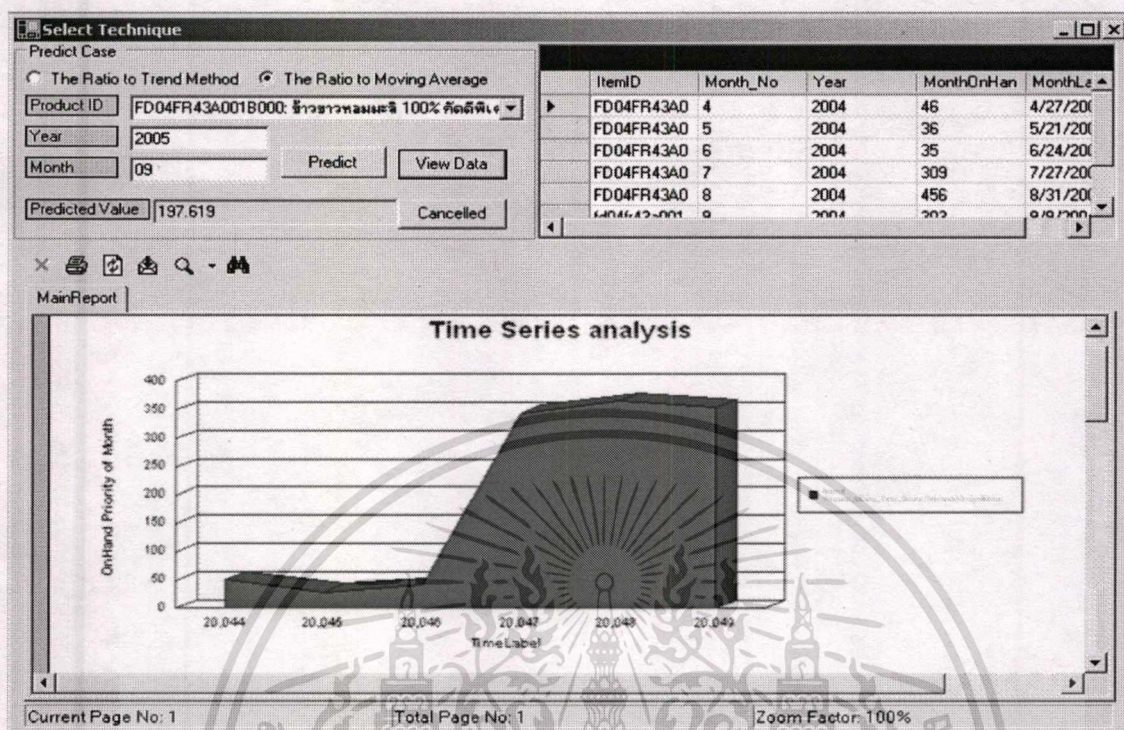 Select Technique
Predict Case
The Ratio to Trend Method The Ratio to Moving Average
Product ID FD04FR43A001B000: ข้าวขาวหอมมะลิ 100% คัดดีพิเศ
Year 2005
Month 09
Predict View Data
Predicted Value 197.619 Cancelled
ItemID Month_No Year MonthOnHan MonthLa
FD04FR43A0 4 2004 46 4/27/200
FD04FR43A0 5 2004 36 5/21/200
FD04FR43A0 6 2004 35 6/24/200
FD04FR43A0 7 2004 309 7/27/200
FD04FR43A0 8 2004 456 8/31/200
MainReport
Time Series analysis
OnHand Priority of Month
400
350
300
250
200
150
100
50
0
20,044 20,045 20,046 20,047 20,048 20,049
TimeLabel
Current Page No: 1 Total Page No: 1 Zoom Factor: 100%